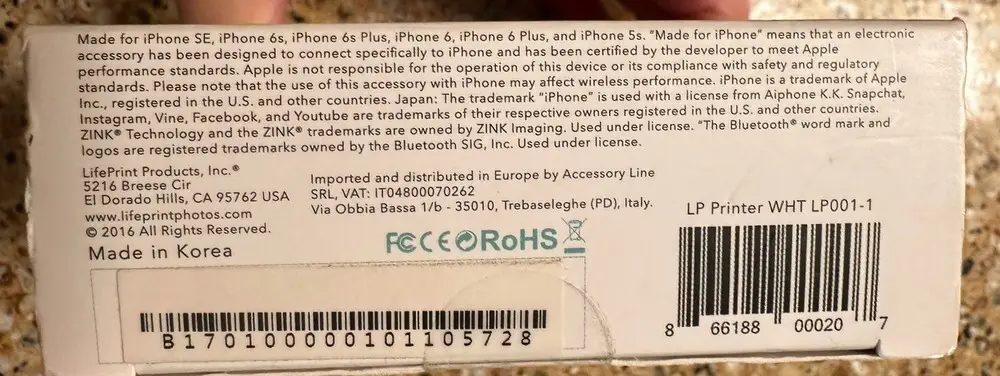 Made for iPhone SE, iPhone 6s, iPhone 6s Plus, iPhone 6, iPhone 6 Plus, and iPhone 5s. "Made for iPhone" means that an electronic
accessory has been designed to connect specifically to iPhone and has been certified by the developer to meet Apple
performance standards. Apple is not responsible for the operation of this device or its compliance with safety and regulatory
standards. Please note that the use of this accessory with iPhone may affect wireless performance. iPhone is a trademark of Apple
Inc., registered in the U.S. and other countries. Japan: The trademark "iPhone" is used with a license from Aiphone K.K. Snapchat,
Instagram, Vine, Facebook, and Youtube are trademarks of their respective owners registered in the U.S. and other countries.
ZINK® Technology and the ZINK® trademarks are owned by ZINK Imaging. Used under license. "The Bluetooth® word mark and
logos are registered trademarks owned by the Bluetooth SIG, Inc. Used under license.
LifePrint Products, Inc.®
5216 Breese Cir
El Dorado Hills, CA 95762 USA
www.lifeprintphotos.com
© 2016 All Rights Reserved.
Made in Korea
Imported and distributed in Europe by Accessory Line
SRL, VAT: IT04800070262
Via Obbia Bassa 1/b - 35010, Trebaseleghe (PD), Italy.
FC CE RoHS
LP Printer WHT LP001-1
8 66188 00020 7
B170100000101105728